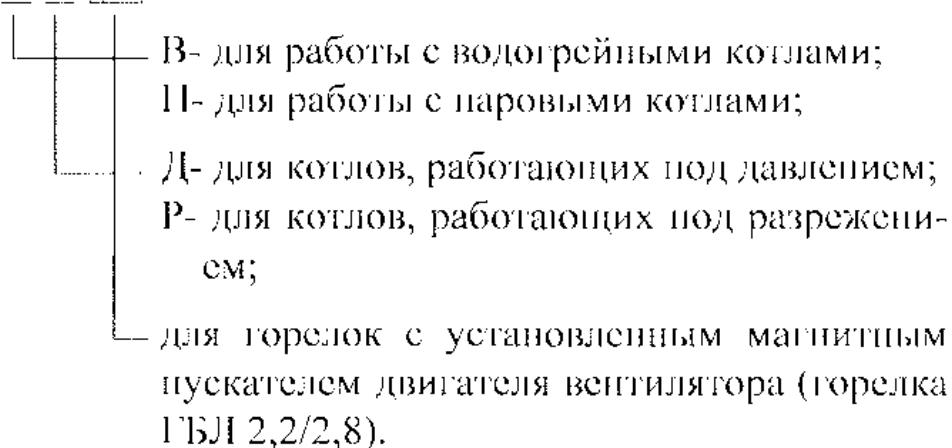 В- для работы с водогрейными котлами;
П- для работы с паровыми котлами;
Д- для котлов, работающих под давлением;
Р- для котлов, работающих под разрежени-
ем;
для горелок с установленным магнитным
пускателем двигателя вентилятора (горелка
ГБЛ 2,2/2,8).